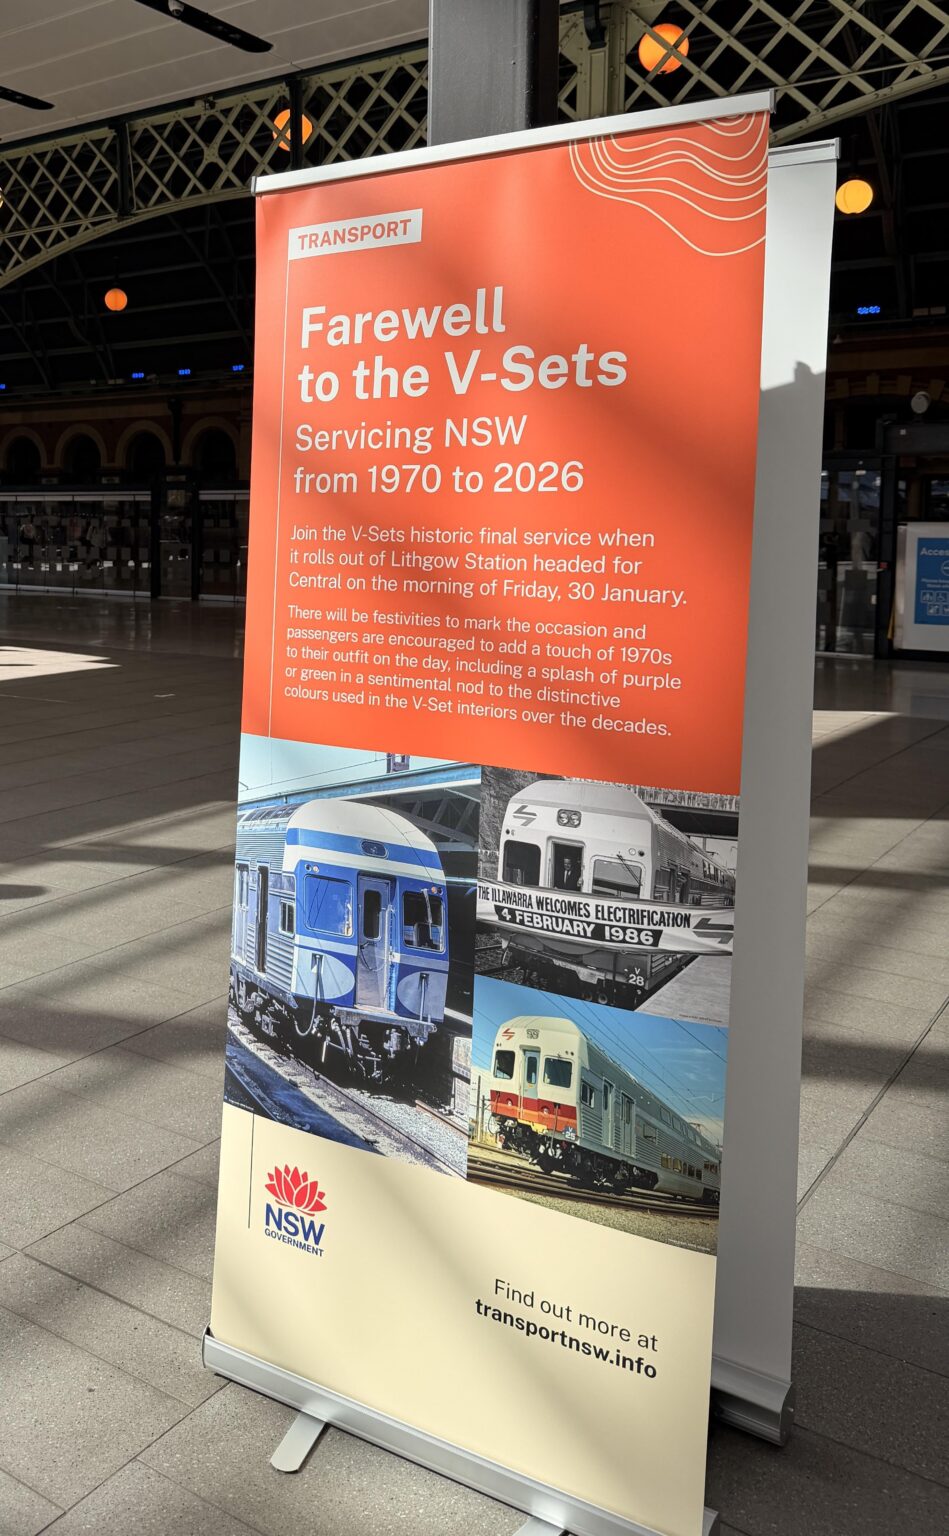 TRANSPORT
Farewell
to the V-Sets
Servicing NSW
from 1970 to 2026
Join the V-Sets historic final service when
it rolls out of Lithgow Station headed for
Central on the morning of Friday, 30 January.
There will be festivities to mark the occasion and
passengers are encouraged to add a touch of 1970s
to their outfit on the day, including a splash of purple
or green in a sentimental nod to the distinctive
colours used in the V-Set interiors over the decades.
THE ILLAWARRA WELCOMES ELECTRIFICATION
4 FEBRUARY 1986
V
28
NSW
GOVERNMENT
Find out more at
transportnsw.info